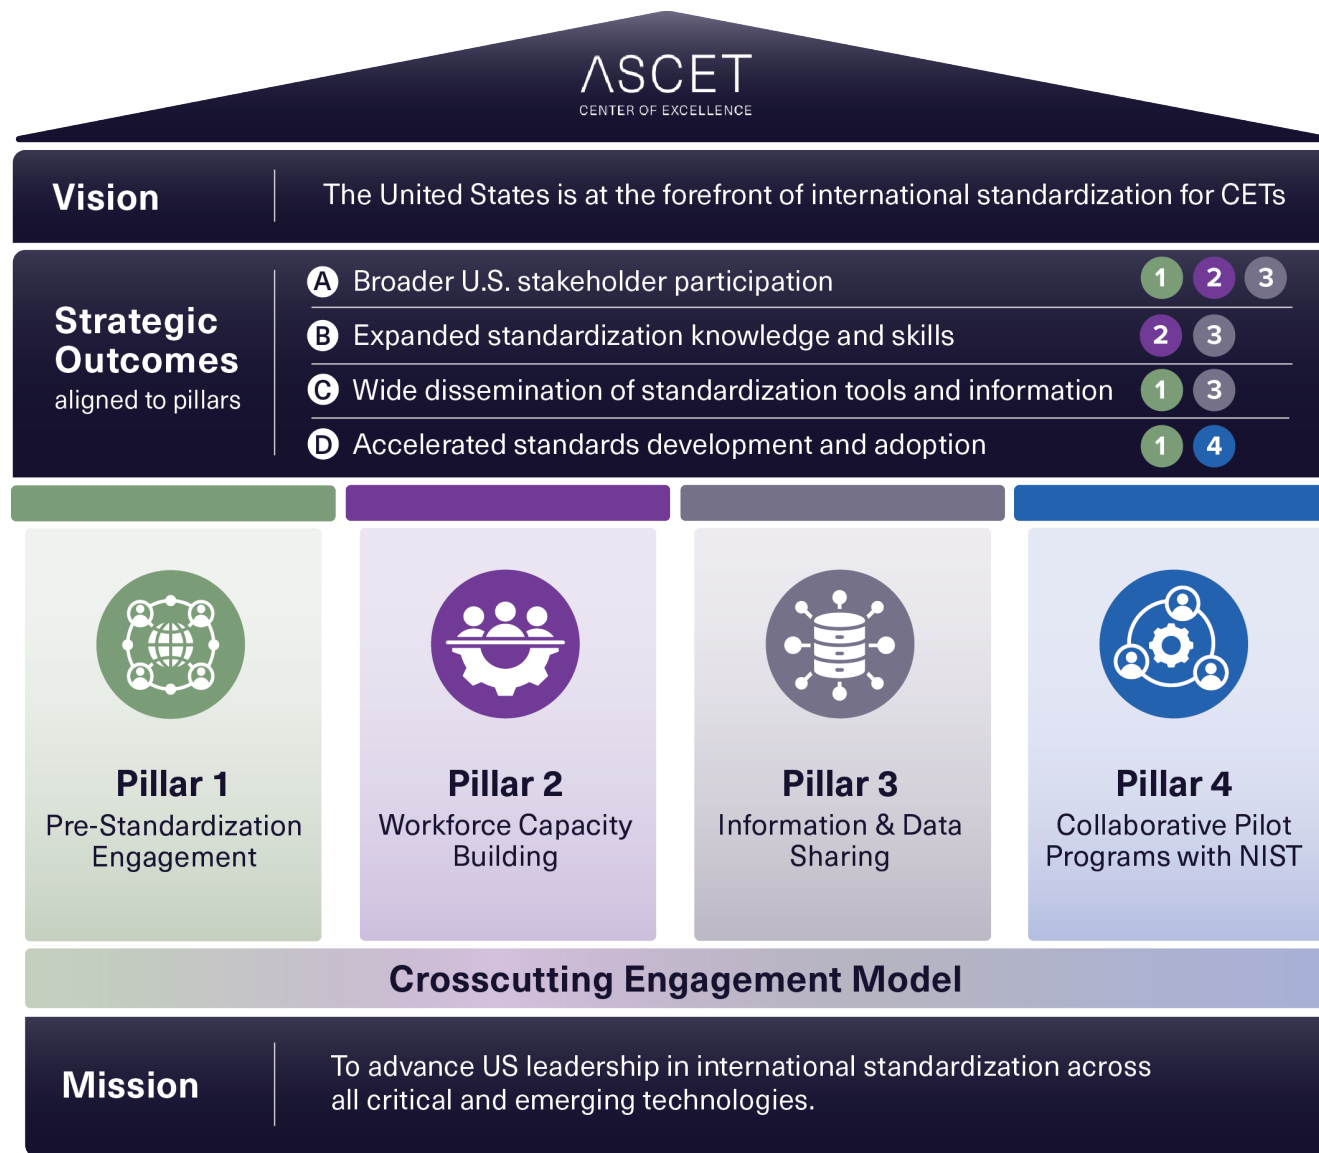 ASCET
CENTER OF EXCELLENCE
Vision
The United States is at the forefront of international standardization for CETs
Strategic
Outcomes
aligned to pillars
A Broader U.S. stakeholder participation 1 2 3
B Expanded standardization knowledge and skills 2 3
C Wide dissemination of standardization tools and information 1 3
D Accelerated standards development and adoption 1 4
Pillar 1
Pre-Standardization
Engagement
Pillar 2
Workforce Capacity
Building
Pillar 3
Information & Data
Sharing
Pillar 4
Collaborative Pilot
Programs with NIST
Crosscutting Engagement Model
Mission
To advance US leadership in international standardization across
all critical and emerging technologies.